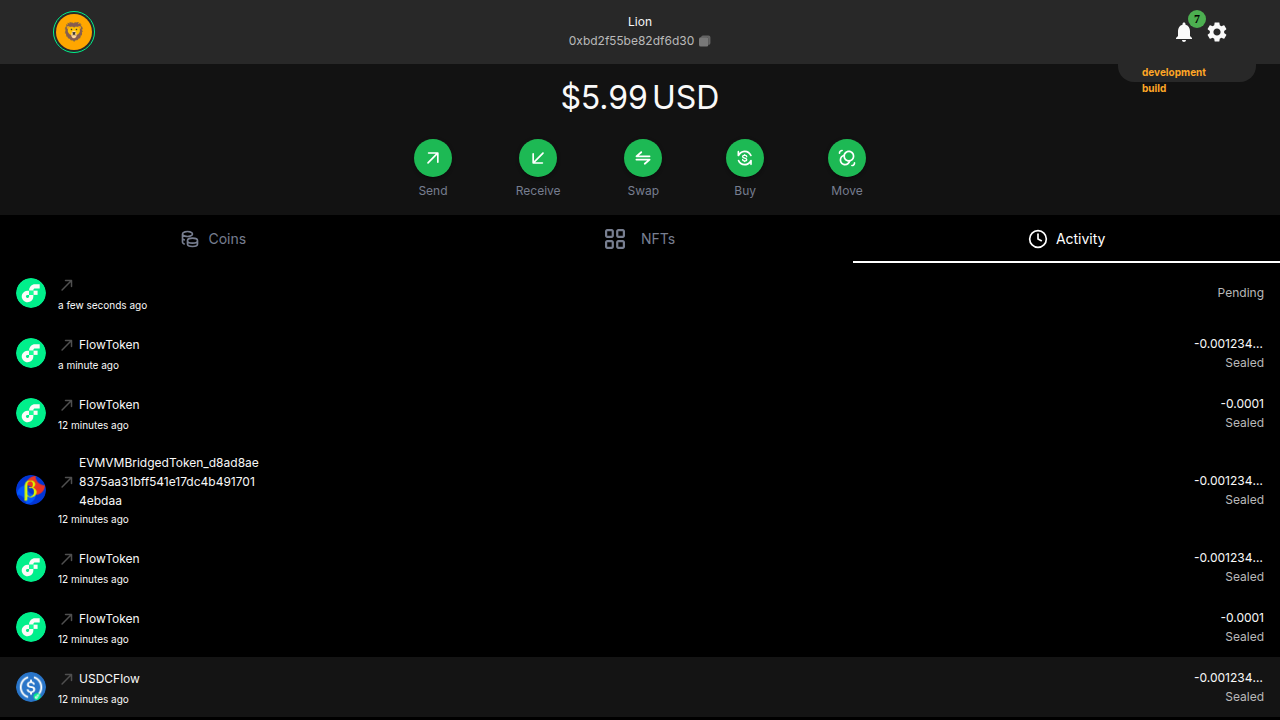 Lion
7
0xbd2f55be82df6d30
development
build
$5.99 USD
Send
Receive
Swap
Buy
Move
Coins
NFTs
Activity
a few seconds ago
Pending
FlowToken
-0.001234...
a minute ago
Sealed
FlowToken
-0.0001
12 minutes ago
Sealed
EVMVMBridgedToken_d8ad8ae
8375aa31bff541e17dc4b491701
4ebdaa
-0.001234...
12 minutes ago
Sealed
FlowToken
-0.001234...
12 minutes ago
Sealed
FlowToken
-0.0001
12 minutes ago
Sealed
USDCFlow
-0.001234...
12 minutes ago
Sealed